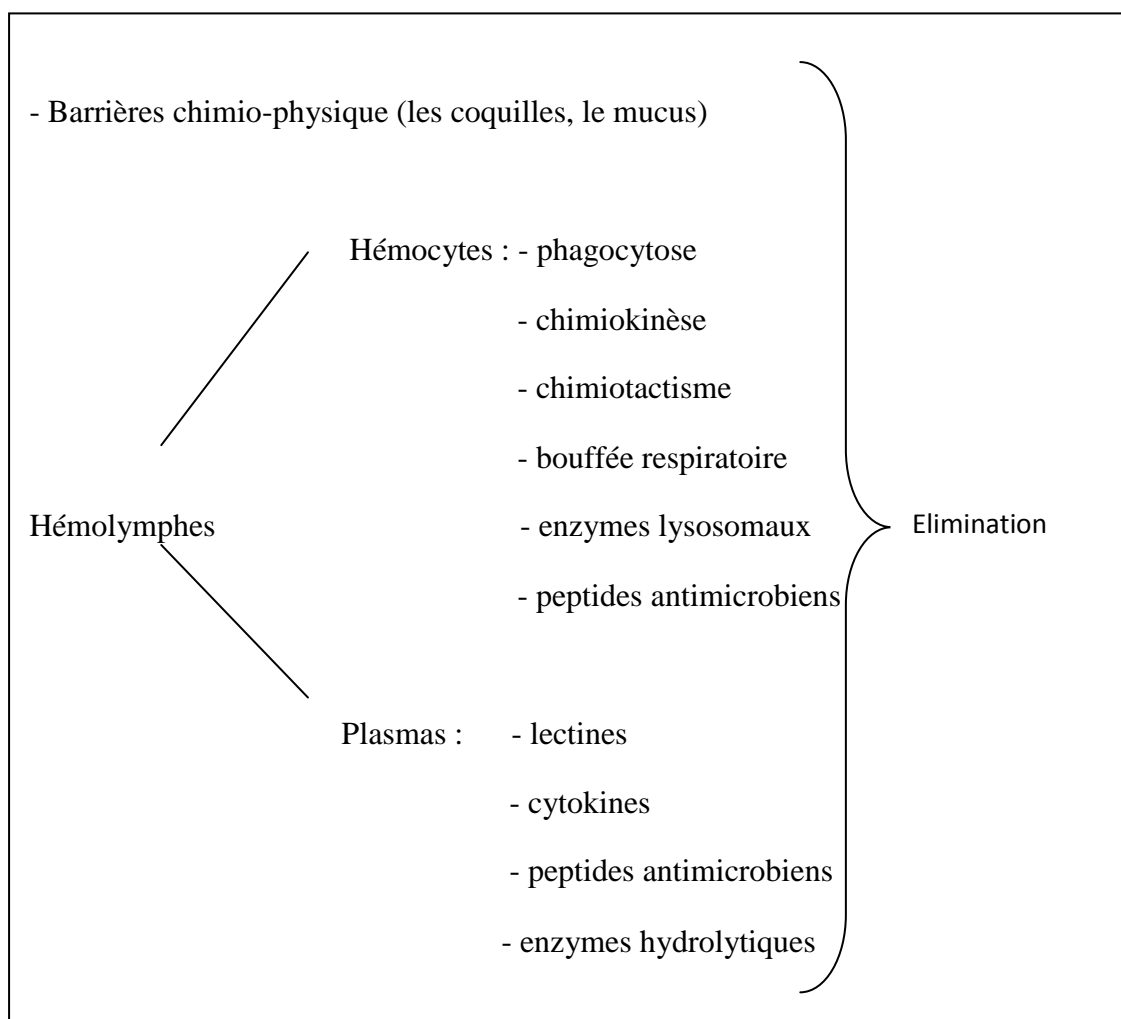 - Barrières chimio-physique (les coquilles, le mucus)
Hémocytes : - phagocytose
- chimiokinèse
- chimiotactisme
- bouffée respiratoire
Hémolymphes
- enzymes lysosomaux
Elimination
- peptides antimicrobiens
Plasmas : - lectines
- cytokines
- peptides antimicrobiens
- enzymes hydrolytiques